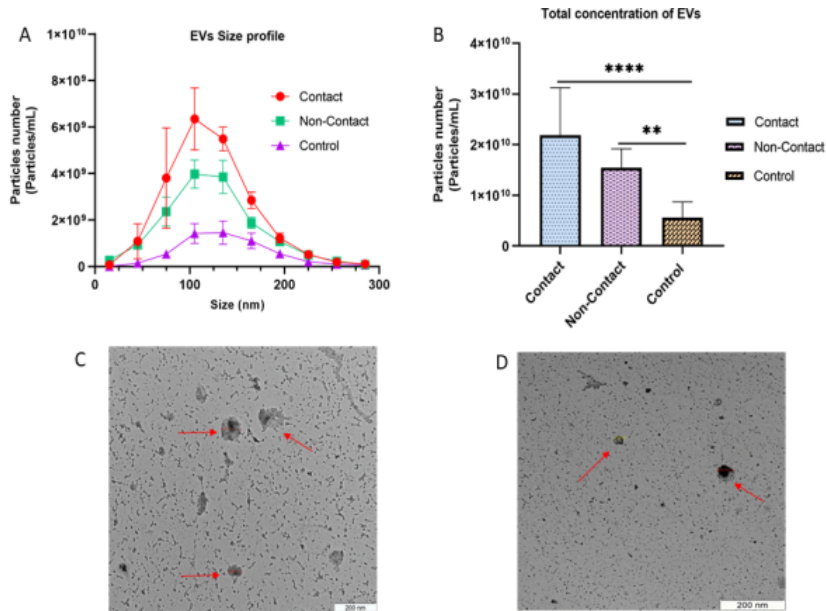 A
EVs Size profile
Particles number
(Particles/mL)
1×10¹⁰
8×10⁹
6×10⁹
4×10⁹
2×10⁹
0
0
100
200
300
Size (nm)
Contact
Non-Contact
Control
B
Total concentration of EVs
Particles number
(Particles/mL)
4×10¹⁰
3×10¹⁰
2×10¹⁰
1×10¹⁰
0
****
**
Contact
Non-Contact
Control
Contact
Non-Contact
Control
C
200 nm
D
200 nm